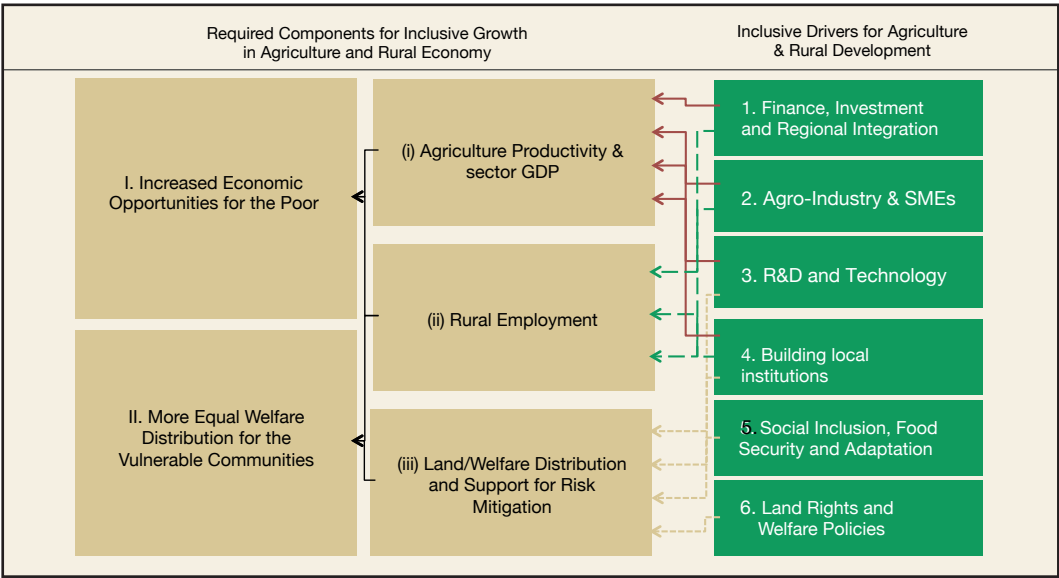 Required Components for Inclusive Growth
in Agriculture and Rural Economy
Inclusive Drivers for Agriculture
& Rural Development
I. Increased Economic
Opportunities for the Poor
II. More Equal Welfare
Distribution for the
Vulnerable Communities
(i) Agriculture Productivity &
sector GDP
(ii) Rural Employment
(iii) Land/Welfare Distribution
and Support for Risk
Mitigation
1. Finance, Investment
and Regional Integration
2. Agro-Industry & SMEs
3. R&D and Technology
4. Building local
institutions
5. Social Inclusion, Food
Security and Adaptation
6. Land Rights and
Welfare Policies